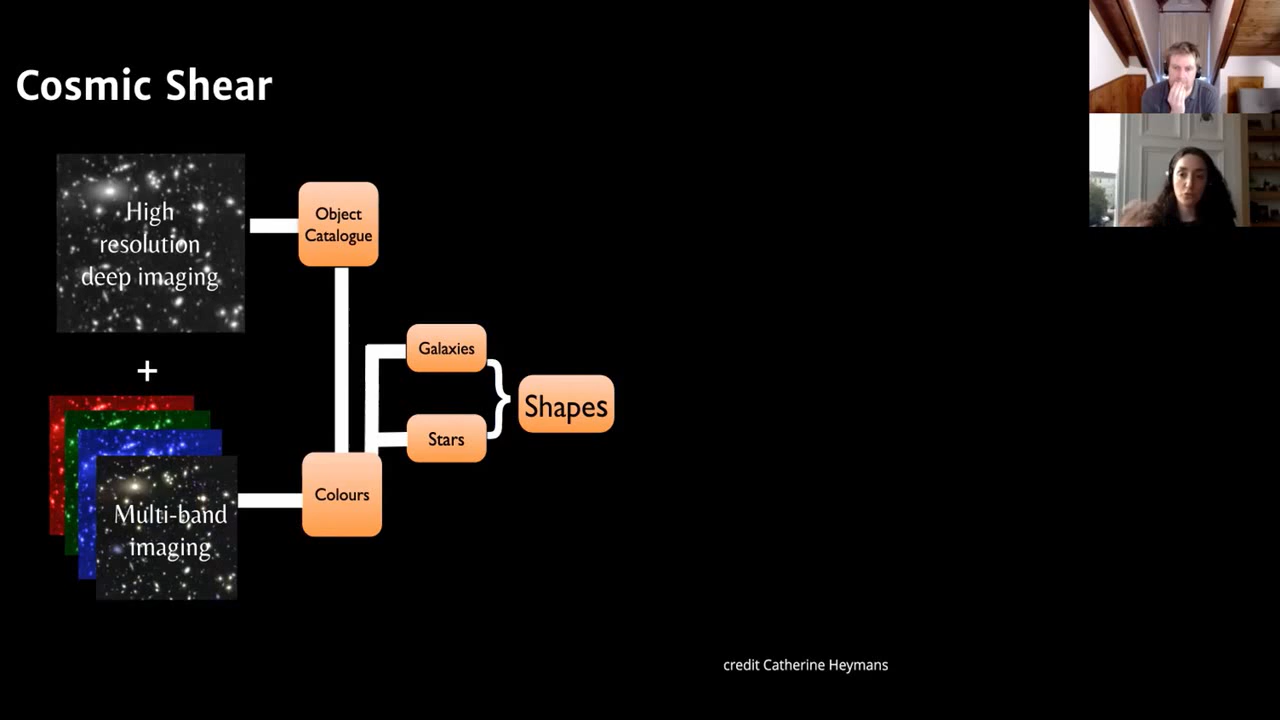 Cosmic Shear
High
resolution
deep imaging
Object
Catalogue
+
Galaxies
Stars
}
Shapes
Colours
Multi-band
imaging
credit Catherine Heymans